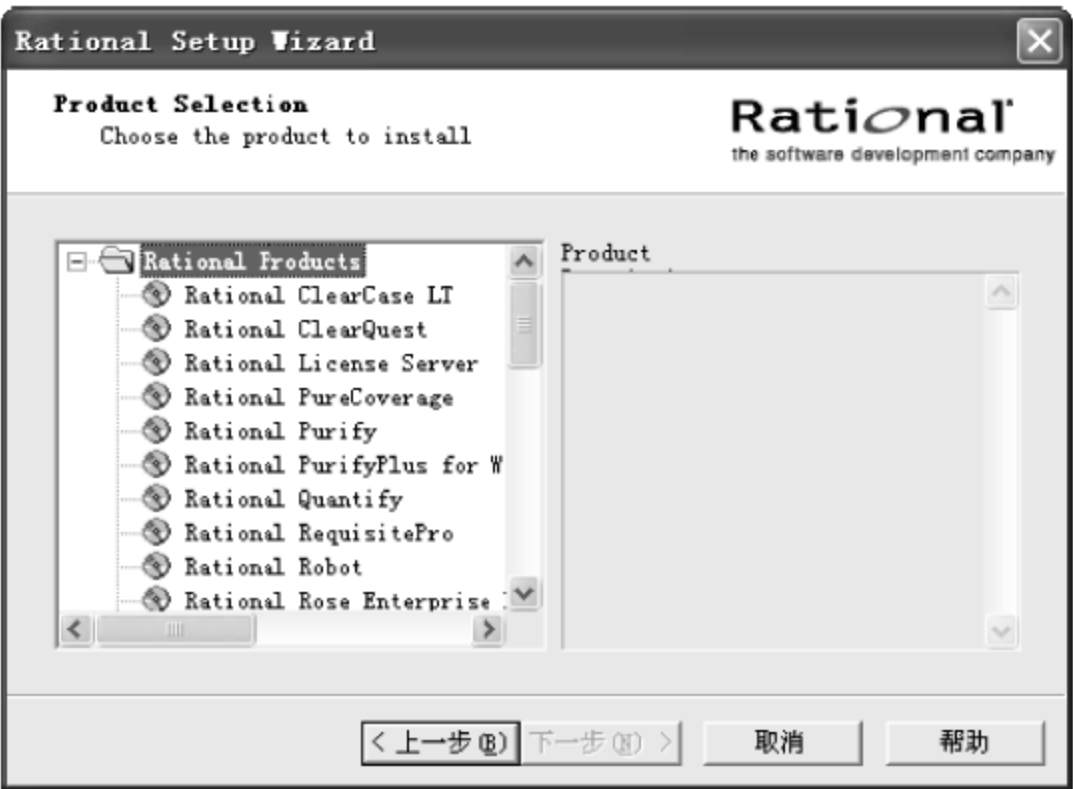 Rational Setup Wizard
Product Selection
Choose the product to install
Rational
the software development company
Rational Products
Rational ClearCase LT
Rational ClearQuest
Rational License Server
Rational PureCoverage
Rational Purify
Rational PurifyPlus for W
Rational Quantify
Rational RequisitePro
Rational Robot
Rational Rose Enterprise
Product
< 上一步(B)
下一步(N) >
取消
帮助